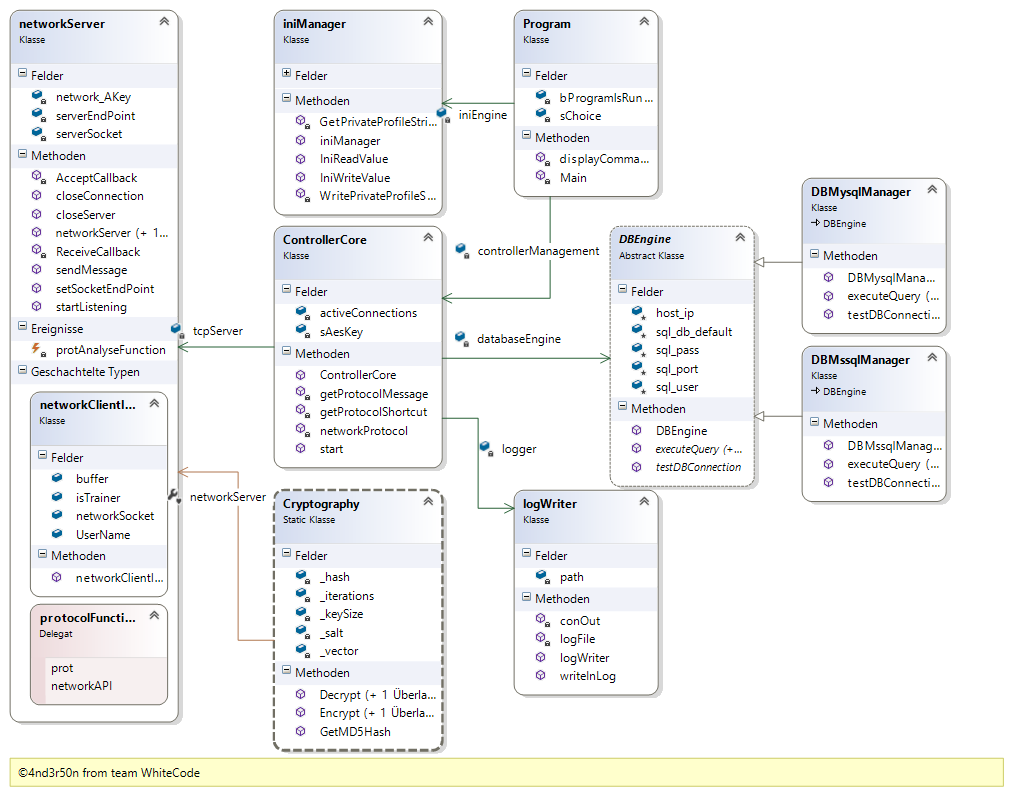 networkServer
Klasse
Felder
network_AKey
serverEndPoint
serverSocket
Methoden
AcceptCallback
closeConnection
closeServer
networkServer (+ 1...
ReceiveCallback
sendMessage
setSocketEndPoint
startListening
Ereignisse
protAnalyseFunction
Geschachtelte Typen
networkClientI...
Klasse
Felder
buffer
isTrainer
networkSocket
UserName
Methoden
networkClientI...
protocolFuncti...
Delegat
prot
networkAPI
iniManager
Klasse
Felder
Methoden
GetPrivateProfileStri...
iniManager
IniReadValue
IniWriteValue
WritePrivateProfileS...
iniEngine
Program
Klasse
Felder
bProgramIsRun...
sChoice
Methoden
displayComma...
Main
ControllerCore
Klasse
Felder
activeConnections
sAesKey
Methoden
ControllerCore
getProtocolMessage
getProtocolShortcut
networkProtocol
start
controllerManagement
tcpServer
databaseEngine
logger
networkServer
DBEngine
Abstract Klasse
Felder
host_ip
sql_db_default
sql_pass
sql_port
sql_user
Methoden
DBEngine
executeQuery (+...
testDBConnection
DBMysqlManager
Klasse
DBEngine
Methoden
DBMysqlMana...
executeQuery (...
testDBConnecti...
DBMssqlManager
Klasse
DBEngine
Methoden
DBMssqlManag...
executeQuery (...
testDBConnecti...
Cryptography
Static Klasse
Felder
_hash
_iterations
_keySize
_salt
_vector
Methoden
Decrypt (+ 1 Überla...
Encrypt (+ 1 Überla...
GetMD5Hash
logWriter
Klasse
Felder
path
Methoden
conOut
logFile
logWriter
writeInLog
©4nd3r50n from team WhiteCode